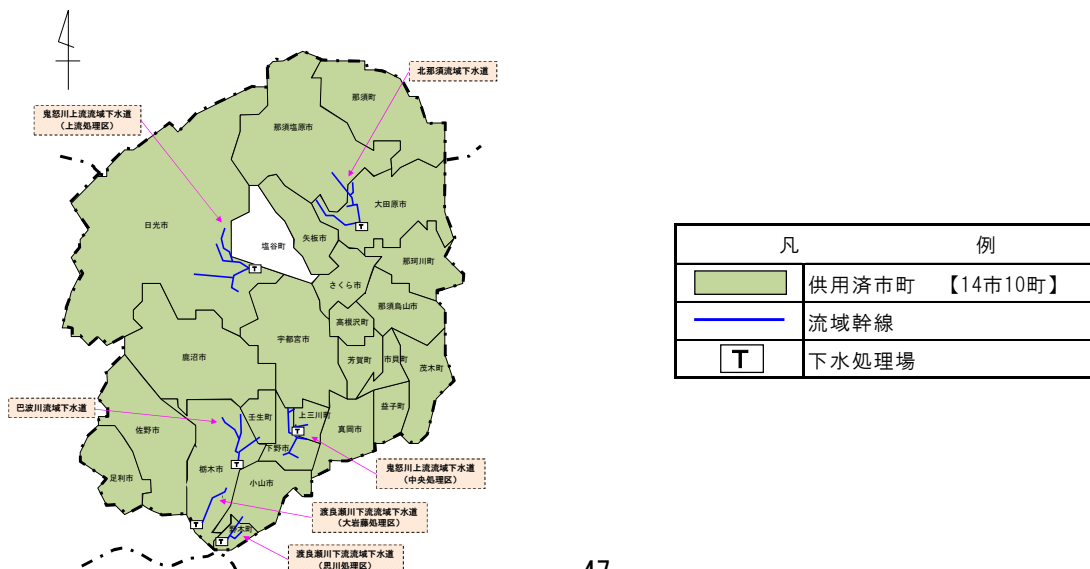 北那須流域下水道
鬼怒川上流流域下水道
（上流処理区）
那須町
那須塩原市
大田原市
日光市
塩谷町
矢板市
那珂川町
さくら市
那須烏山市
高根沢町
宇都宮市
鹿沼市
芳賀町
市貝町
茂木町
益子町
巴波川流域下水道
壬生町
上三川町
真岡市
佐野市
下野市
栃木市
足利市
小山市
鬼怒川上流流域下水道
（中央処理区）
渡良瀬川下流流域下水道
（大岩藤処理区）
野木町
渡良瀬川下流流域下水道
（思川処理区）
T
T
T
T
T
T
凡 例
供用済市町 【14市10町】
流域幹線
T 下水処理場
47